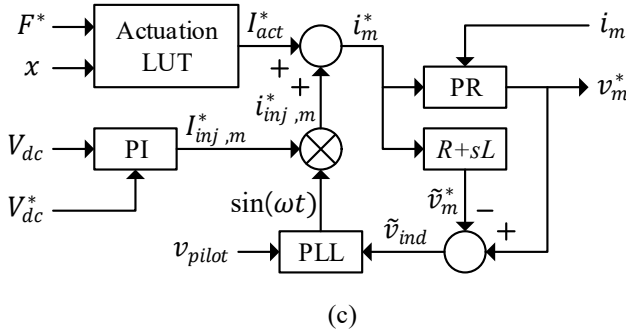 F* Actuation I*act i*m im
x LUT
+ + PR v*m
i*inj ,m
Vdc PI I*inj ,m R+sL
V*dc
sin(ωt) ṽ*m −
ṽind +
vpilot PLL
(c)